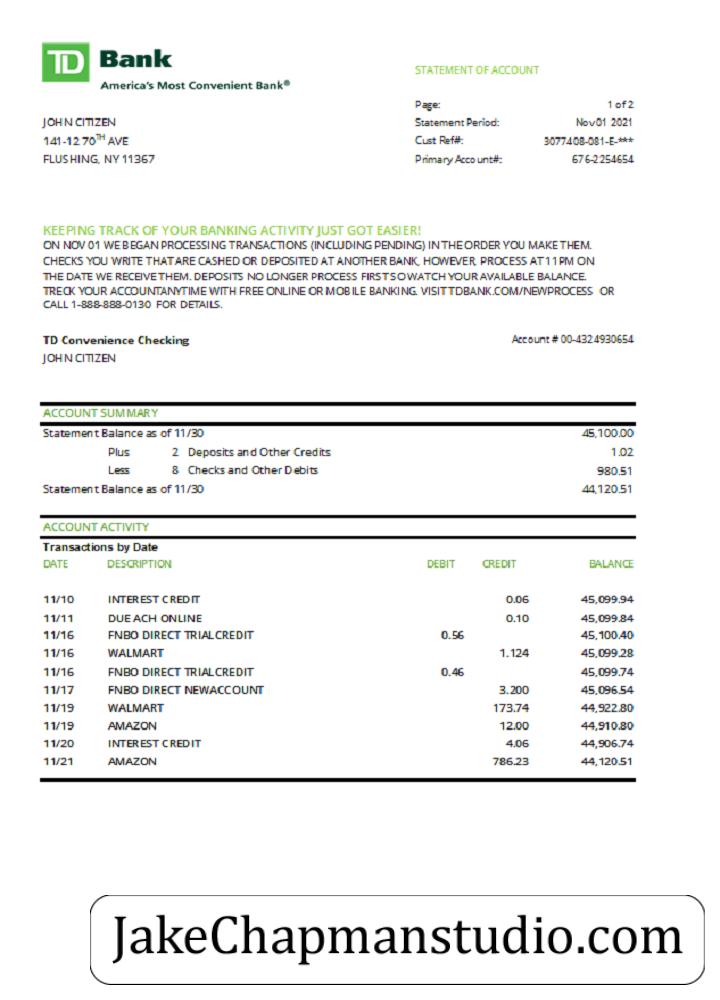 TD Bank
America's Most Convenient Bank®
STATEMENT OF ACCOUNT
Page: 1 of 2
JOHN CITIZEN Statement Period: Nov 01 2021
141-12 70TH AVE Cust Ref#: 3077408-081-E-***
FLUSHING, NY 11367 Primary Account#: 676-2254654
KEEPING TRACK OF YOUR BANKING ACTIVITY JUST GOT EASIER!
ON NOV 01 WE BEGAN PROCESSING TRANSACTIONS (INCLUDING PENDING) IN THE ORDER YOU MAKE THEM.
CHECKS YOU WRITE THAT ARE CASHED OR DEPOSITED AT ANOTHER BANK, HOWEVER, PROCESS AT 11PM ON
THE DATE WE RECEIVE THEM. DEPOSITS NO LONGER PROCESS FIRST SO WATCH YOUR AVAILABLE BALANCE.
TRECK YOUR ACCOUNTANYTIME WITH FREE ONLINE OR MOBILE BANKING. VISIT TDBANK.COM/NEWPROCESS OR
CALL 1-888-888-0130 FOR DETAILS.
TD Convenience Checking Account # 00-4324930654
JOHN CITIZEN
ACCOUNT SUMMARY
Statement Balance as of 11/30 45,100.00
Plus 2 Deposits and Other Credits 1.02
Less 8 Checks and Other Debits 980.51
Statement Balance as of 11/30 44,120.51
ACCOUNT ACTIVITY
Transactions by Date
DATE DESCRIPTION DEBIT CREDIT BALANCE
11/10 INTEREST CREDIT 0.06 45,099.94
11/11 DUE ACH ONLINE 0.10 45,099.84
11/16 FNBO DIRECT TRIALCREDIT 0.56 45,100.40
11/16 WALMART 1.124 45,099.28
11/16 FNBO DIRECT TRIALCREDIT 0.46 45,099.74
11/17 FNBO DIRECT NEWACCOUNT 3.200 45,096.54
11/19 WALMART 173.74 44,922.80
11/19 AMAZON 12.00 44,910.80
11/20 INTEREST CREDIT 4.06 44,906.74
11/21 AMAZON 786.23 44,120.51
JakeChapmanstudio.com